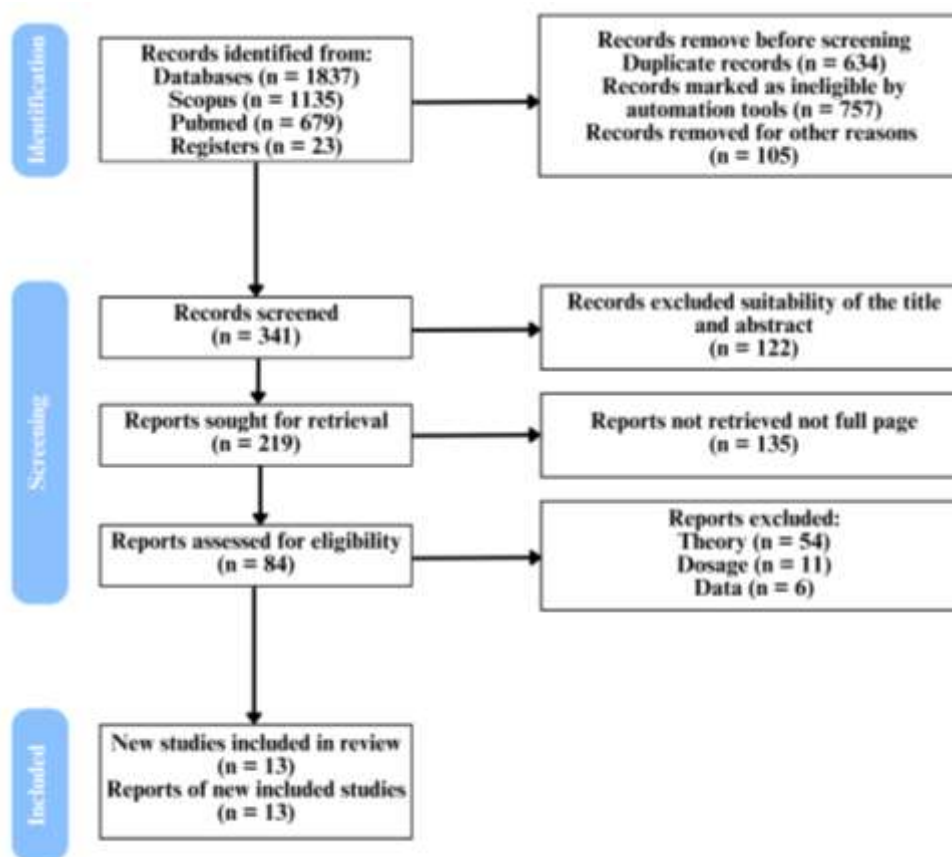 Identification
Records identified from:
Databases (n = 1837)
Scopus (n = 1135)
Pubmed (n = 679)
Registers (n = 23)
Records remove before screening
Duplicate records (n = 634)
Records marked as ineligible by
automation tools (n = 757)
Records removed for other reasons
(n = 105)
Screening
Records screened
(n = 341)
Records excluded suitability of the title
and abstract
(n = 122)
Reports sought for retrieval
(n = 219)
Reports not retrieved not full page
(n = 135)
Reports assessed for eligibility
(n = 84)
Reports excluded:
Theory (n = 54)
Dosage (n = 11)
Data (n = 6)
Included
New studies included in review
(n = 13)
Reports of new included studies
(n = 13)